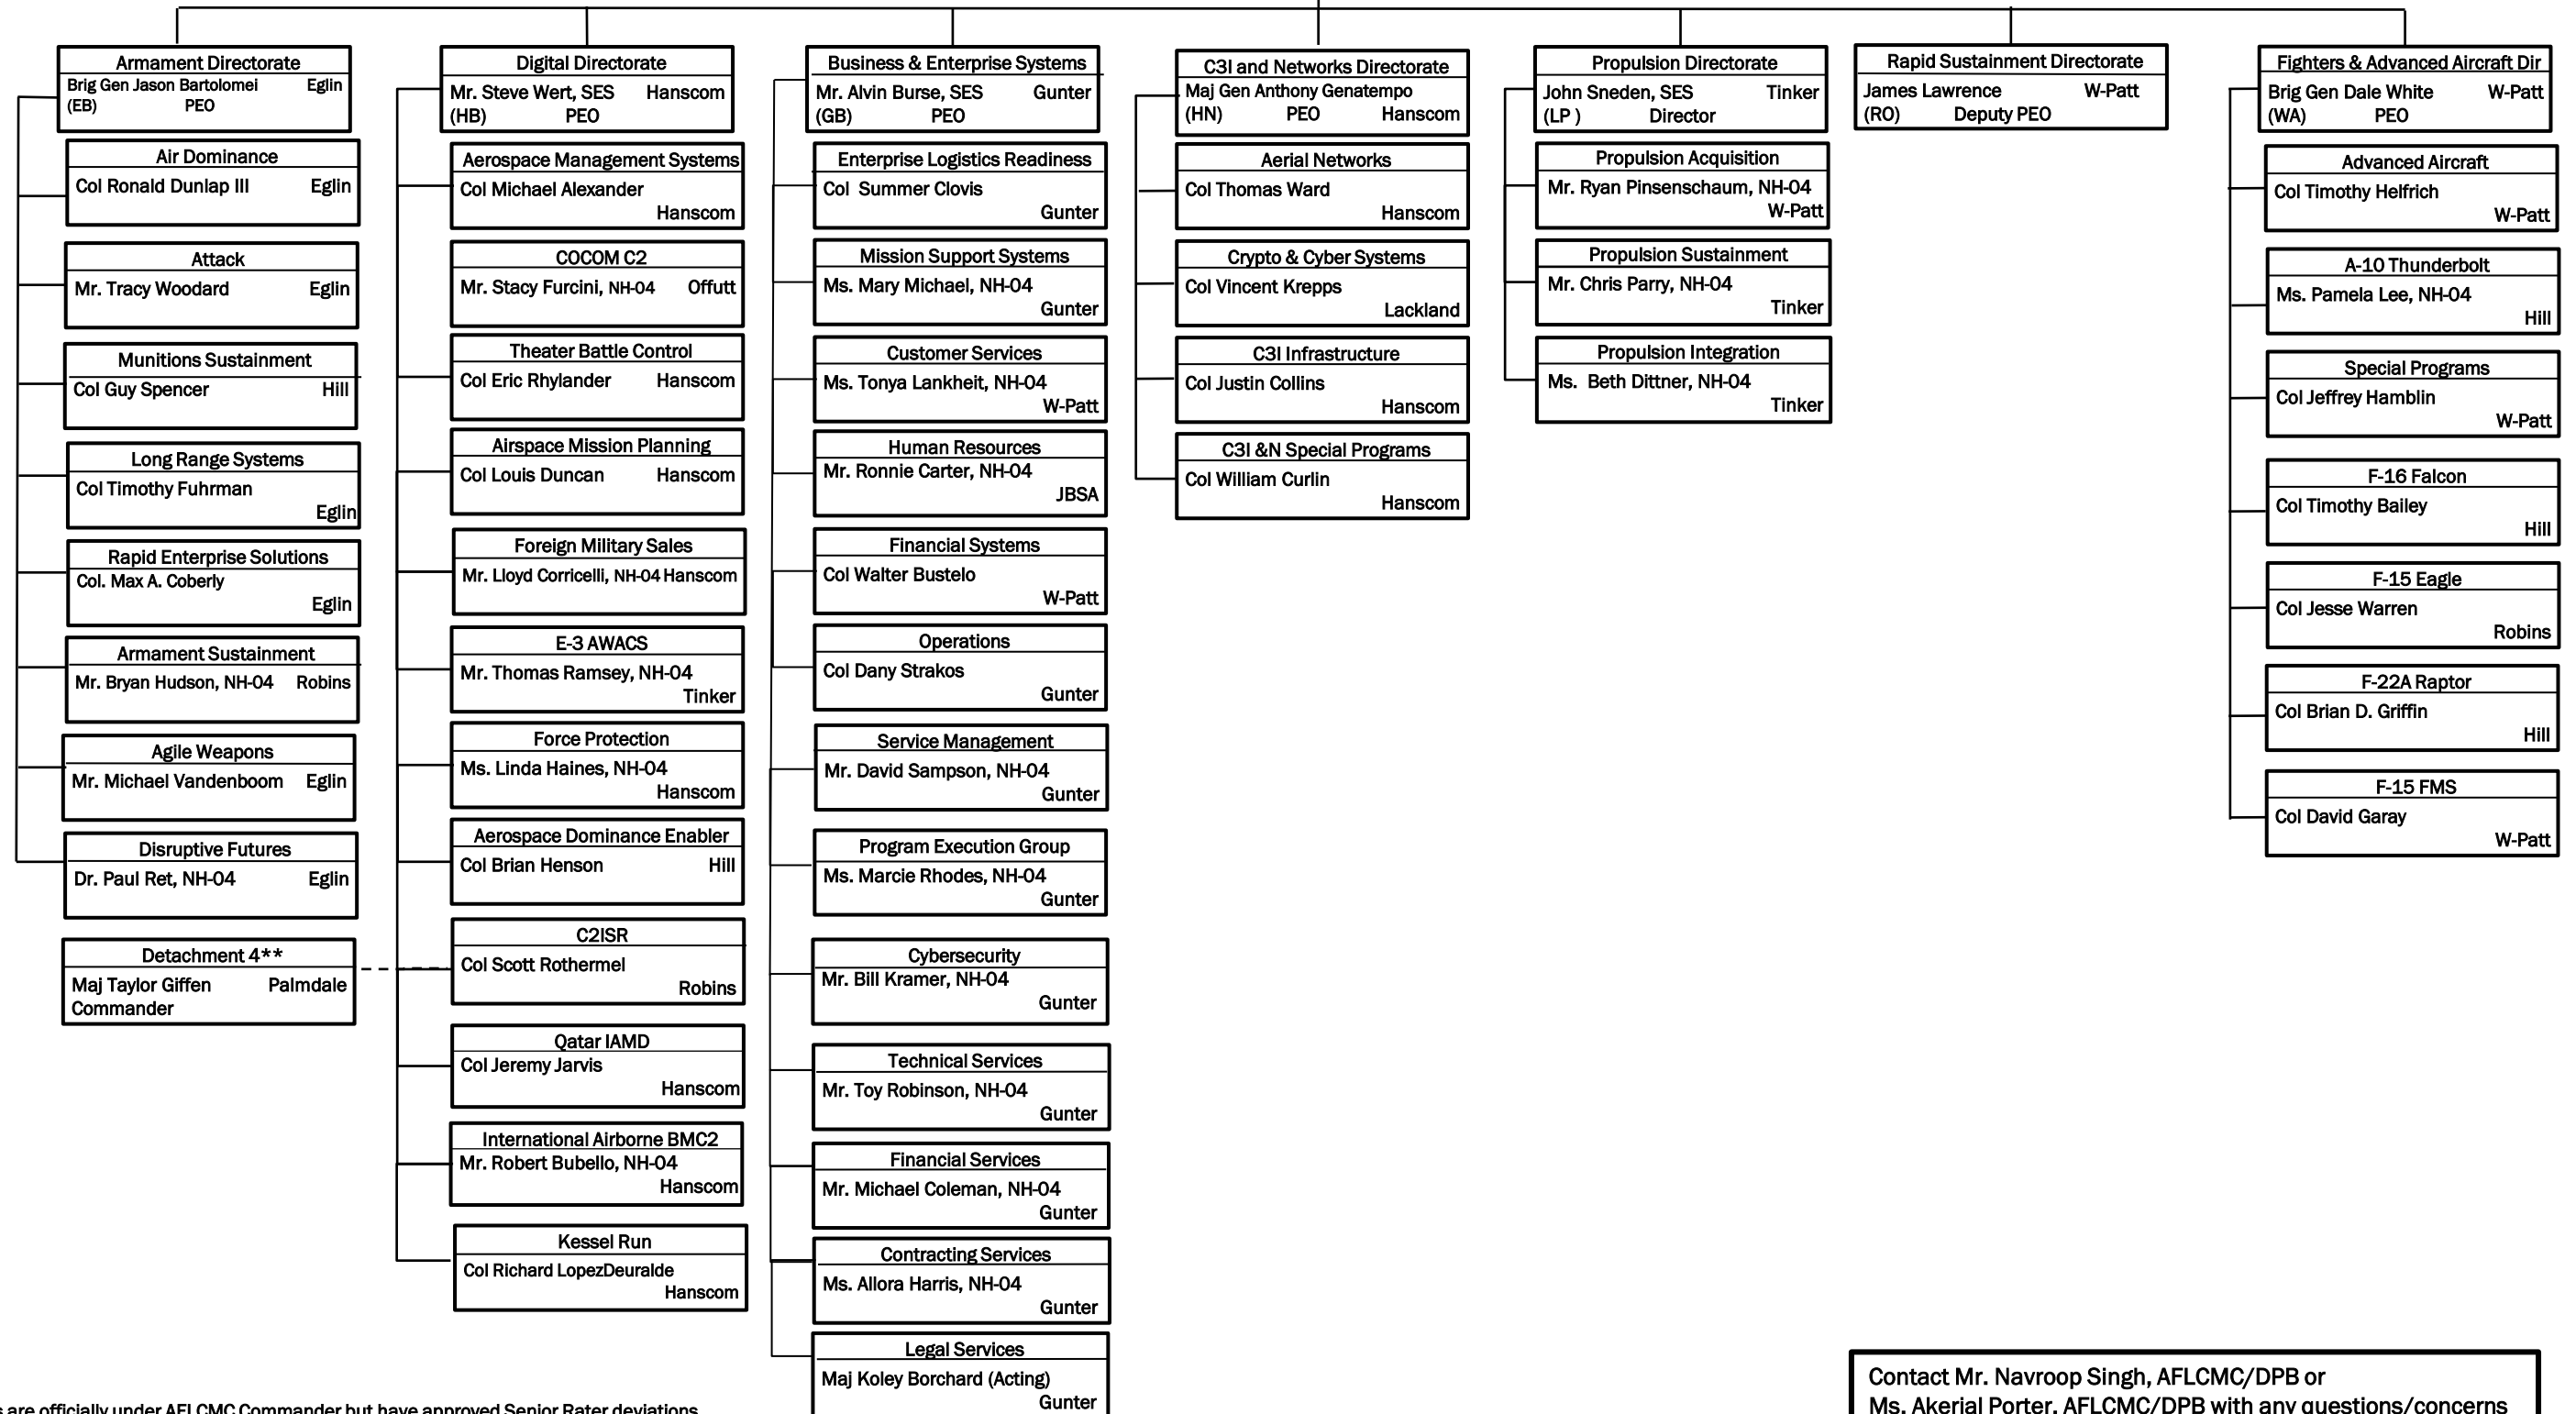 Armament Directorate
Brig Gen Jason Bartolomei Eglin
(EB) PEO
Air Dominance
Col Ronald Dunlap III Eglin
Attack
Mr. Tracy Woodard Eglin
Munitions Sustainment
Col Guy Spencer Hill
Long Range Systems
Col Timothy Fuhrman
Eglin
Rapid Enterprise Solutions
Col. Max A. Coberly
Eglin
Armament Sustainment
Mr. Bryan Hudson, NH-04 Robins
Agile Weapons
Mr. Michael Vandenboom Eglin
Disruptive Futures
Dr. Paul Ret, NH-04 Eglin
Detachment 4**
Maj Taylor Giffen Palmdale
Commander
Digital Directorate
Mr. Steve Wert, SES Hanscom
(HB) PEO
Aerospace Management Systems
Col Michael Alexander
Hanscom
COCOM C2
Mr. Stacy Furcini, NH-04 Offutt
Theater Battle Control
Col Eric Rhylander Hanscom
Airspace Mission Planning
Col Louis Duncan Hanscom
Foreign Military Sales
Mr. Lloyd Corricelli, NH-04 Hanscom
E-3 AWACS
Mr. Thomas Ramsey, NH-04
Tinker
Force Protection
Ms. Linda Haines, NH-04
Hanscom
Aerospace Dominance Enabler
Col Brian Henson Hill
C2ISR
Col Scott Rothermel
Robins
Qatar IAMD
Col Jeremy Jarvis
Hanscom
International Airborne BMC2
Mr. Robert Bubello, NH-04
Hanscom
Kessel Run
Col Richard LopezDeuralde
Hanscom
Business & Enterprise Systems
Mr. Alvin Burse, SES Gunter
(GB) PEO
Enterprise Logistics Readiness
Col Summer Clovis
Gunter
Mission Support Systems
Ms. Mary Michael, NH-04
Gunter
Customer Services
Ms. Tonya Lankheit, NH-04
W-Patt
Human Resources
Mr. Ronnie Carter, NH-04
JBSA
Financial Systems
Col Walter Bustelo
W-Patt
Operations
Col Dany Strakos
Gunter
Service Management
Mr. David Sampson, NH-04
Gunter
Program Execution Group
Ms. Marcie Rhodes, NH-04
Gunter
Cybersecurity
Mr. Bill Kramer, NH-04
Gunter
Technical Services
Mr. Toy Robinson, NH-04
Gunter
Financial Services
Mr. Michael Coleman, NH-04
Gunter
Contracting Services
Ms. Allora Harris, NH-04
Gunter
Legal Services
Maj Koley Borchard (Acting)
Gunter
C3I and Networks Directorate
Maj Gen Anthony Genatempo
(HN) PEO Hanscom
Aerial Networks
Col Thomas Ward
Hanscom
Crypto & Cyber Systems
Col Vincent Krepps
Lackland
C3I Infrastructure
Col Justin Collins
Hanscom
C3I &N Special Programs
Col William Curlin
Hanscom
Propulsion Directorate
John Sneden, SES Tinker
(LP ) Director
Propulsion Acquisition
Mr. Ryan Pinsenschaum, NH-04
W-Patt
Propulsion Sustainment
Mr. Chris Parry, NH-04
Tinker
Propulsion Integration
Ms. Beth Dittner, NH-04
Tinker
Rapid Sustainment Directorate
James Lawrence W-Patt
(RO) Deputy PEO
Fighters & Advanced Aircraft Dir
Brig Gen Dale White W-Patt
(WA) PEO
Advanced Aircraft
Col Timothy Helfrich
W-Patt
A-10 Thunderbolt
Ms. Pamela Lee, NH-04
Hill
Special Programs
Col Jeffrey Hamblin
W-Patt
F-16 Falcon
Col Timothy Bailey
Hill
F-15 Eagle
Col Jesse Warren
Robins
F-22A Raptor
Col Brian D. Griffin
Hill
F-15 FMS
Col David Garay
W-Patt
are officially under AFLCMC Commander but have approved Senior Rater deviations
Contact Mr. Navroop Singh, AFLCMC/DPB or
Ms. Akerial Porter, AFLCMC/DPB with any questions/concerns